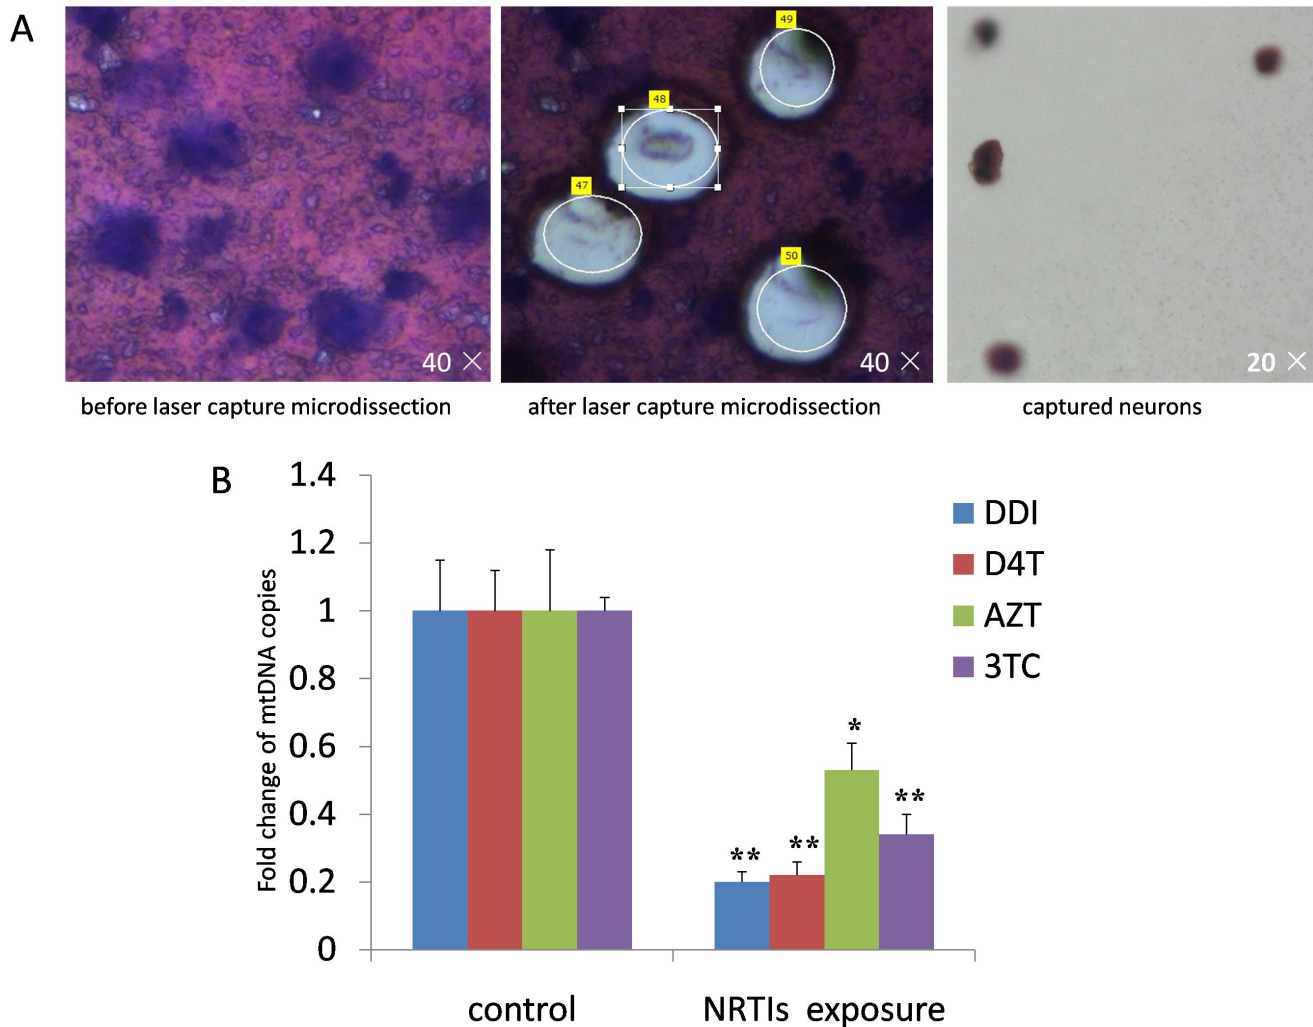 A
49
48
47
50
40 ×
40 ×
20 ×
before laser capture microdissection
after laser capture microdissection
captured neurons
B
Fold change of mtDNA copies
1.4
1.2
1
0.8
0.6
0.4
0.2
0
*
**
**
**
DDI
D4T
AZT
3TC
control
NRTIs exposure